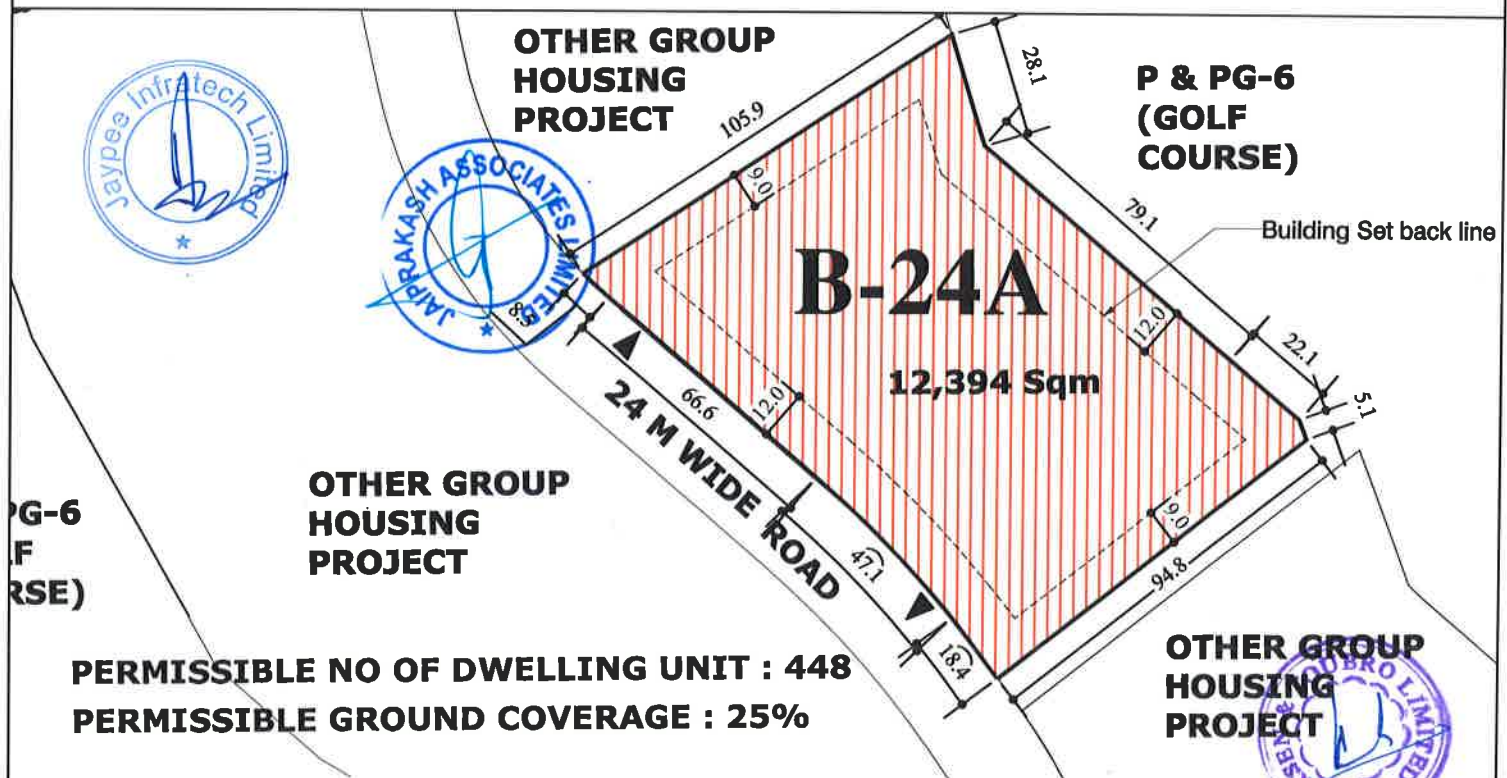 OTHER GROUP
HOUSING
PROJECT
P & PG-6
(GOLF
COURSE)
28.1
105.9
Jaypee Infratech Limited
JAIPRAKASH ASSOCIATES LIMITED
9.0
79.1
Building Set back line
B-24A
12,394 Sqm
12.0
22.1
5.1
8.5
66.6
12.0
24 M WIDE ROAD
47.1
18.4
9.0
94.8
OTHER GROUP
HOUSING
PROJECT
PG-6
RSE)
PERMISSIBLE NO OF DWELLING UNIT : 448
PERMISSIBLE GROUND COVERAGE : 25%
OTHER GROUP
HOUSING
PROJECT
& TOUBRO LIMITED